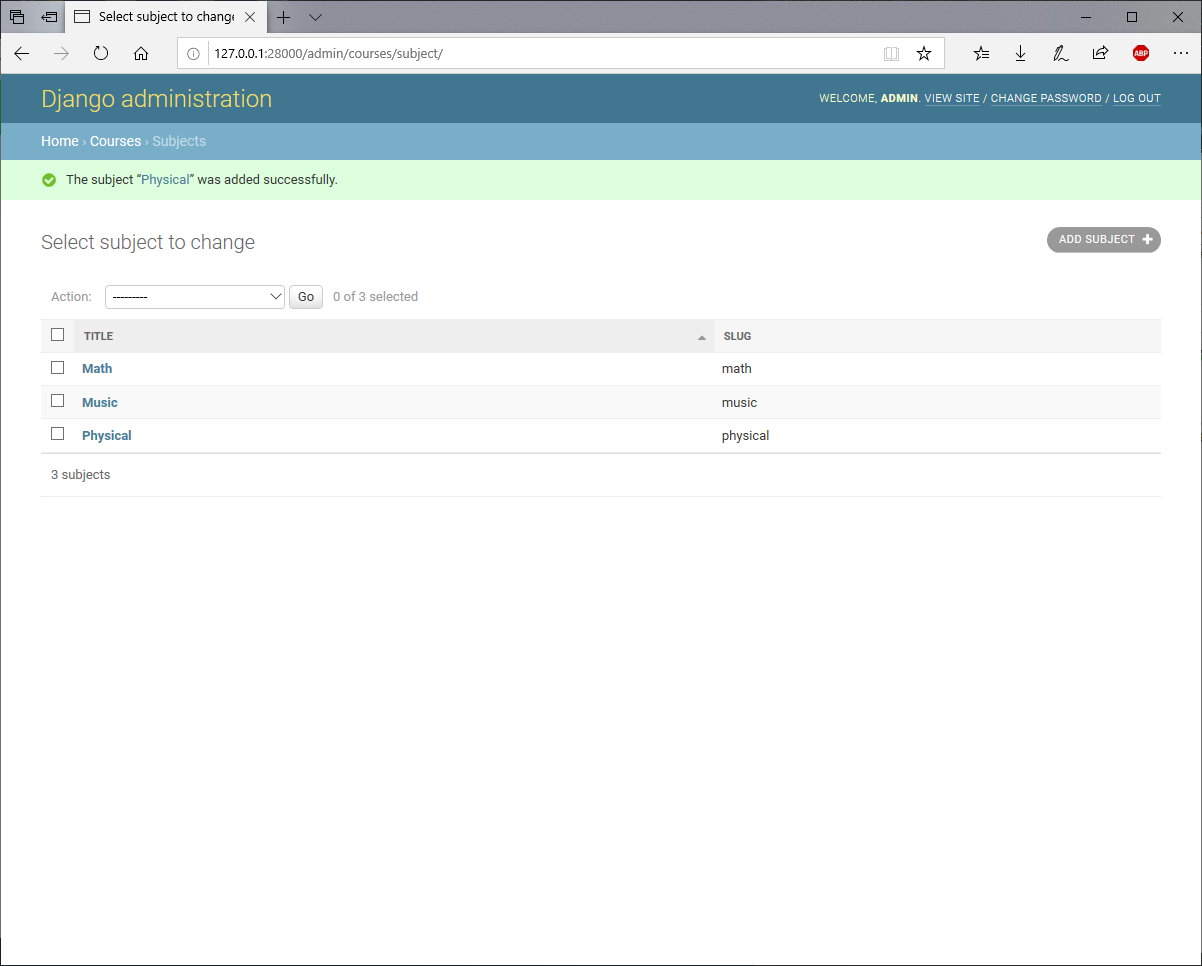 Select subject to change
127.0.0.1:28000/admin/courses/subject/
ABP
Django administration
WELCOME, ADMIN. VIEW SITE / CHANGE PASSWORD / LOG OUT
Home › Courses › Subjects
The subject “Physical” was added successfully.
Select subject to change
ADD SUBJECT
Action: --------- Go 0 of 3 selected
TITLE SLUG
Math math
Music music
Physical physical
3 subjects